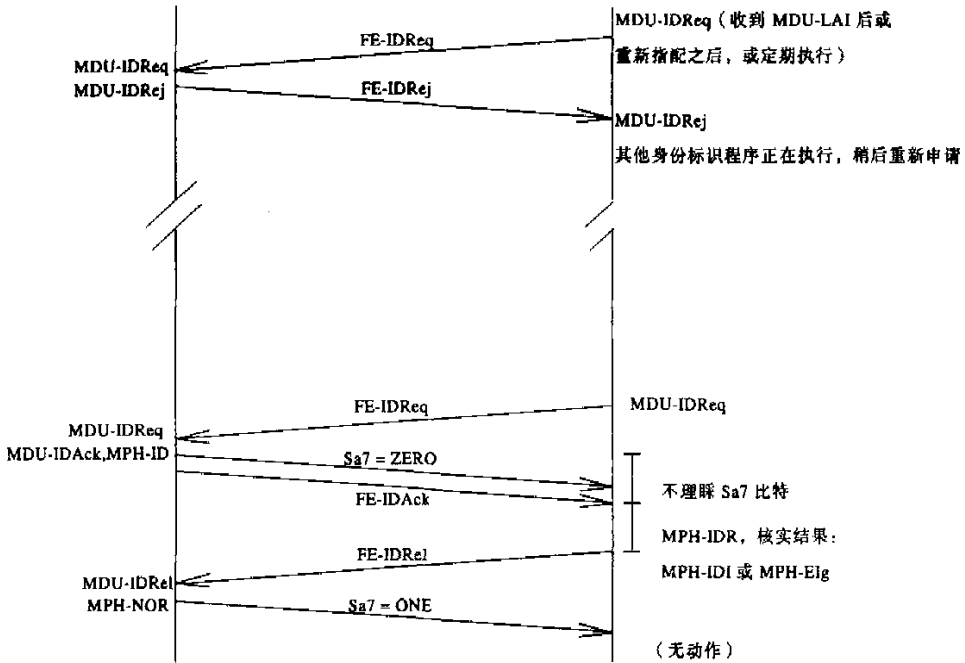 MDU-IDReq（收到 MDU-LAI 后或
FE-IDReq
重新指配之后，或定期执行）
MDU-IDReq
MDU-IDRej
FE-IDRej
MDU-IDRej
其他身份标识程序正在执行，稍后重新申请
FE-IDReq
MDU-IDReq
MDU-IDReq
MDU-IDAck,MPH-ID
Sa7 = ZERO
不理睬 Sa7 比特
FE-IDAck
MPH-IDR，核实结果：
FE-IDRel
MPH-IDI 或 MPH-EIg
MDU-IDRel
MPH-NOR
Sa7 = ONE
（无动作）